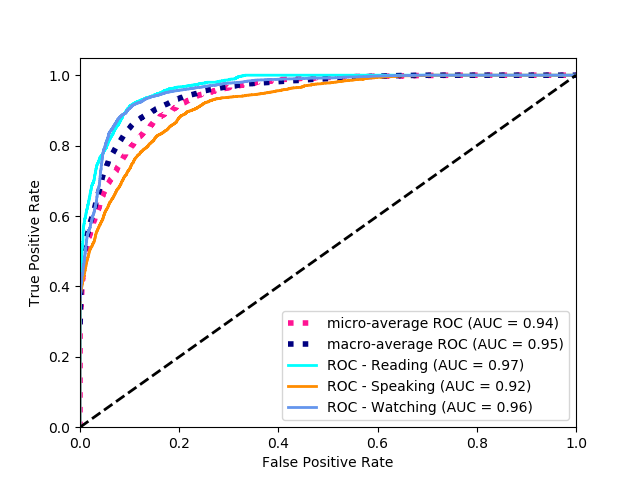 1.0
0.8
0.6
0.4
0.2
0.0
True Positive Rate
0.0 0.2 0.4 0.6 0.8 1.0
False Positive Rate
micro-average ROC (AUC = 0.94)
macro-average ROC (AUC = 0.95)
ROC - Reading (AUC = 0.97)
ROC - Speaking (AUC = 0.92)
ROC - Watching (AUC = 0.96)